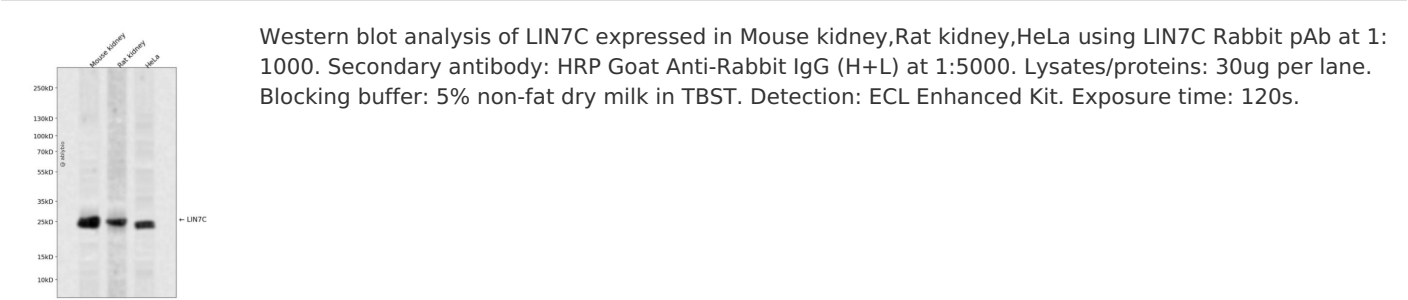 Mouse kidney
Rat kidney
HeLa
250kD
130kD
100kD
70kD
55kD
35kD
25kD
15kD
10kD
← LIN7C
Western blot analysis of LIN7C expressed in Mouse kidney,Rat kidney,HeLa using LIN7C Rabbit pAb at 1:
1000. Secondary antibody: HRP Goat Anti-Rabbit IgG (H+L) at 1:5000. Lysates/proteins: 30ug per lane.
Blocking buffer: 5% non-fat dry milk in TBST. Detection: ECL Enhanced Kit. Exposure time: 120s.